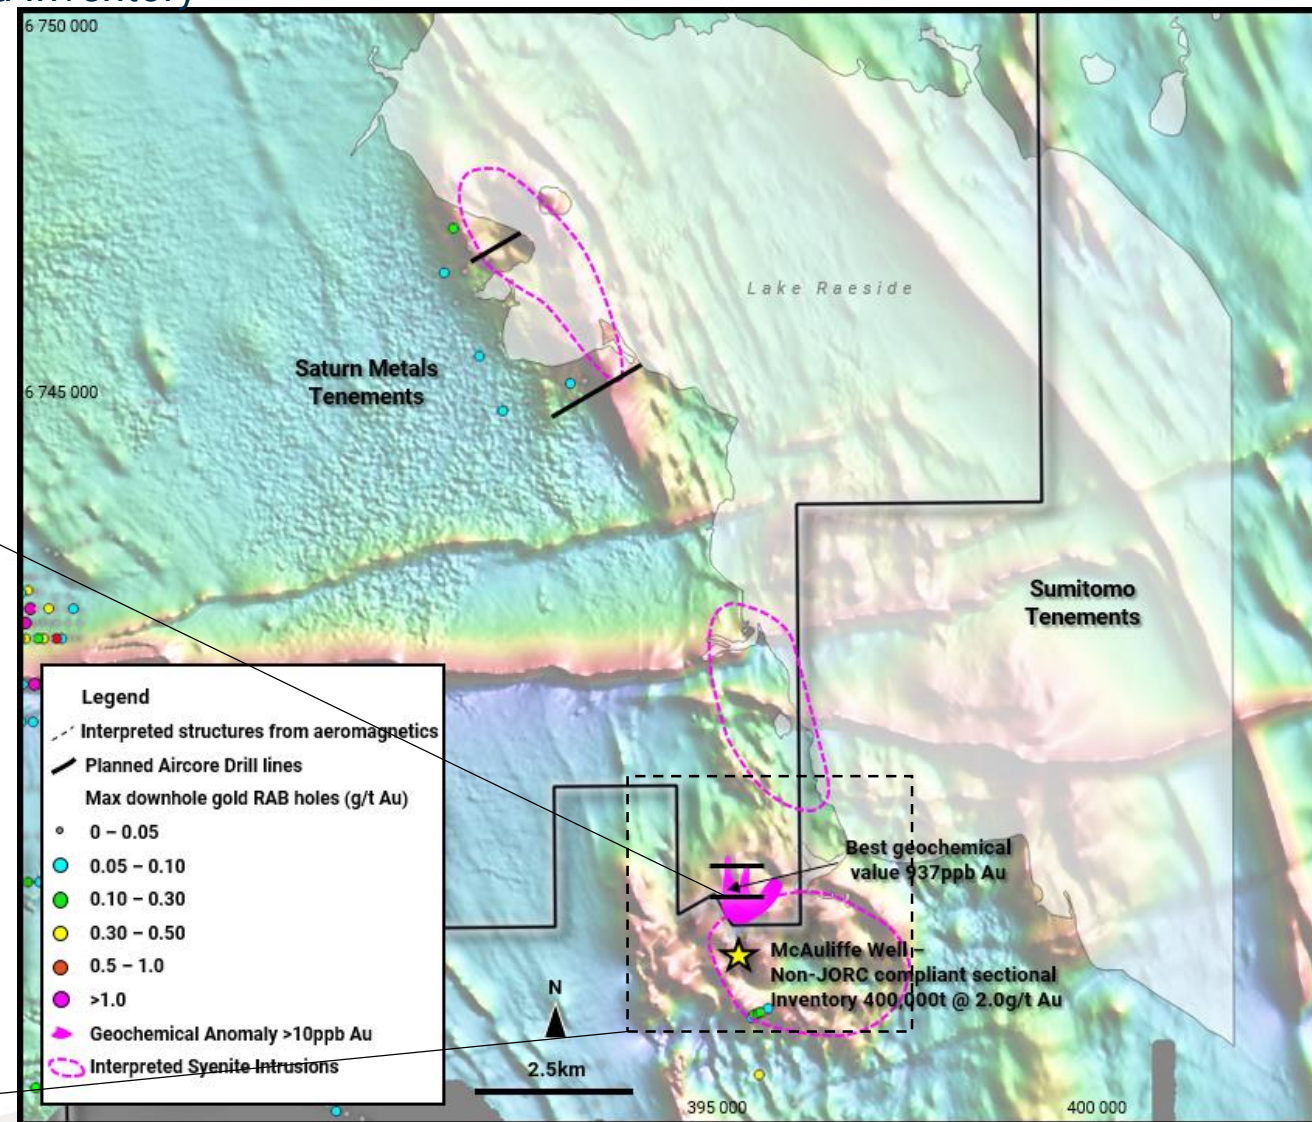 Inventory
6 750 000
Lake Raeside
Saturn Metals
Tenements
6 745 000
Sumitomo
Tenements
Legend
Interpreted structures from aeromagnetics
Planned Aircore Drill lines
Max downhole gold RAB holes (g/t Au)
0 – 0.05
0.05 – 0.10
0.10 – 0.30
0.30 – 0.50
0.5 – 1.0
>1.0
Geochemical Anomaly >10ppb Au
Interpreted Syenite Intrusions
Best geochemical
value 937ppb Au
McAuliffe Well –
Non-JORC compliant sectional
Inventory 400,000t @ 2.0g/t Au
N
2.5km
395 000
400 000